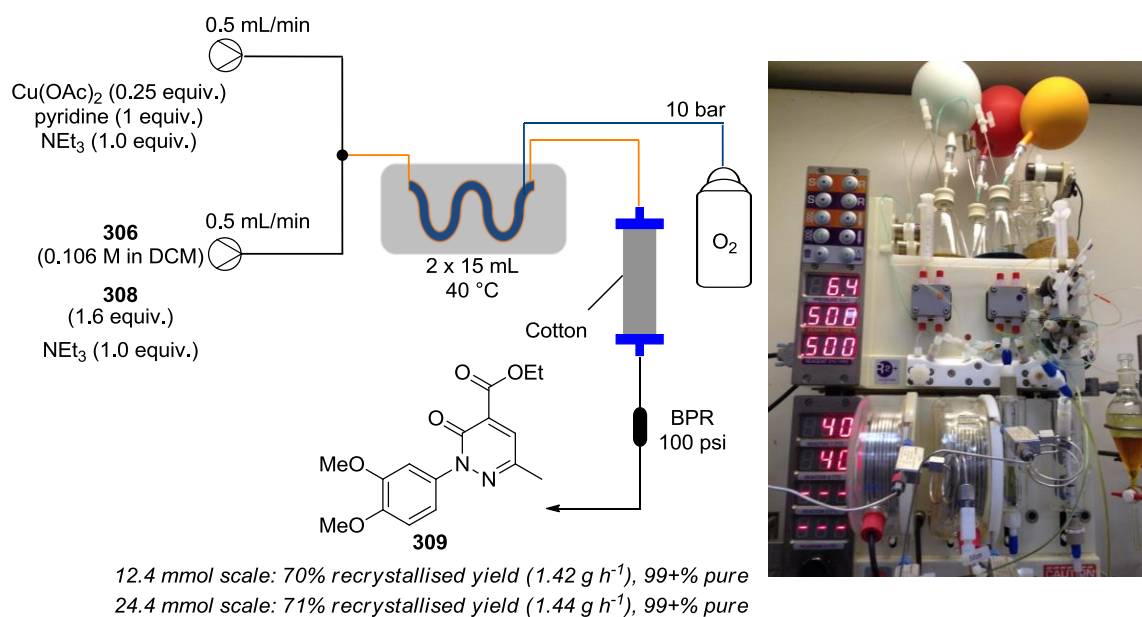 0.5 mL/min
Cu(OAc)₂ (0.25 equiv.)
pyridine (1 equiv.)
NEt₃ (1.0 equiv.)
0.5 mL/min
306
(0.106 M in DCM)
308
(1.6 equiv.)
NEt₃ (1.0 equiv.)
2 x 15 mL
40 °C
10 bar
O₂
Cotton
BPR
100 psi
O
OEt
O
N
N
MeO
MeO
309
12.4 mmol scale: 70% recrystallised yield (1.42 g h⁻¹), 99+% pure
24.4 mmol scale: 71% recrystallised yield (1.44 g h⁻¹), 99+% pure
6.4
.500
40
40
---
---
CAUTION